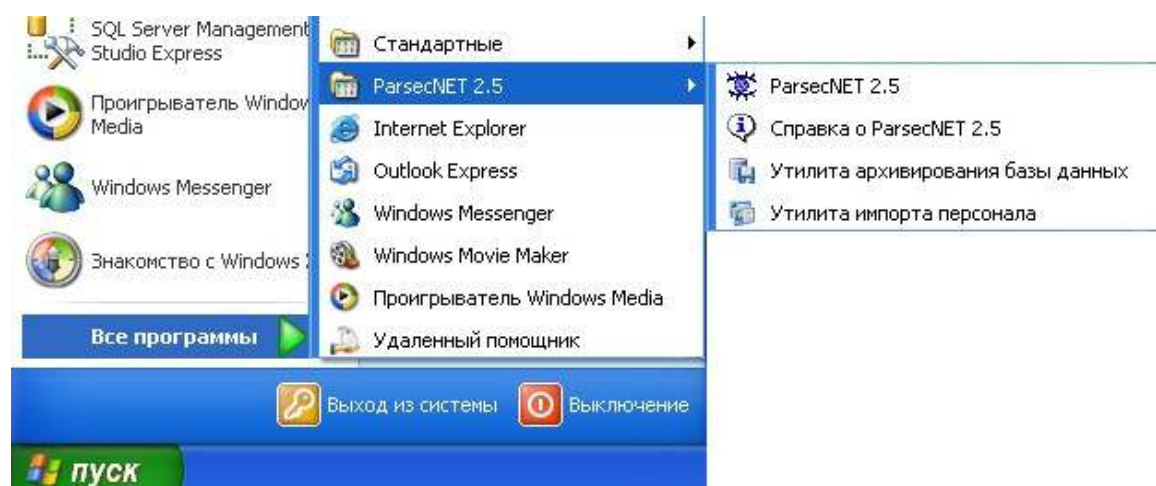 SQL Server Management
Studio Express
Проигрыватель Window
Media
Windows Messenger
Знакомство с Windows
Все программы
Стандартные
ParsecNET 2.5
Internet Explorer
Outlook Express
Windows Messenger
Windows Movie Maker
Проигрыватель Windows Media
Удаленный помощник
ParsecNET 2.5
Справка о ParsecNET 2.5
Утилита архивирования базы данных
Утилита импорта персонала
Выход из системы
Выключение
пуск